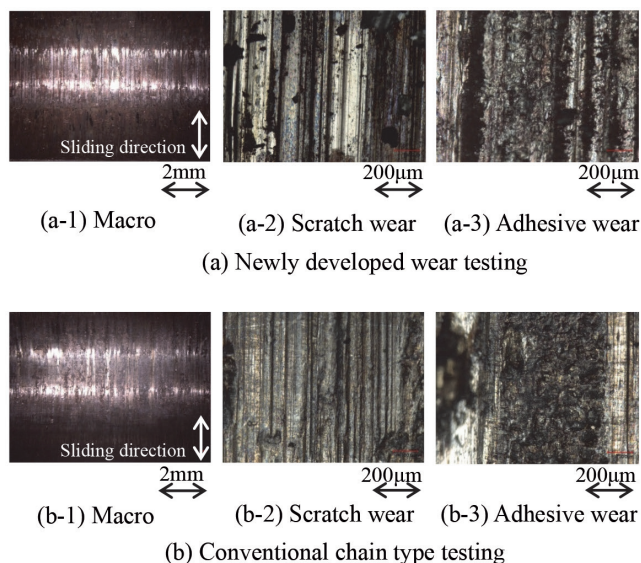 Sliding direction
2mm
200μm
200μm
(a-1) Macro
(a-2) Scratch wear
(a-3) Adhesive wear
(a) Newly developed wear testing
Sliding direction
2mm
200μm
200μm
(b-1) Macro
(b-2) Scratch wear
(b-3) Adhesive wear
(b) Conventional chain type testing